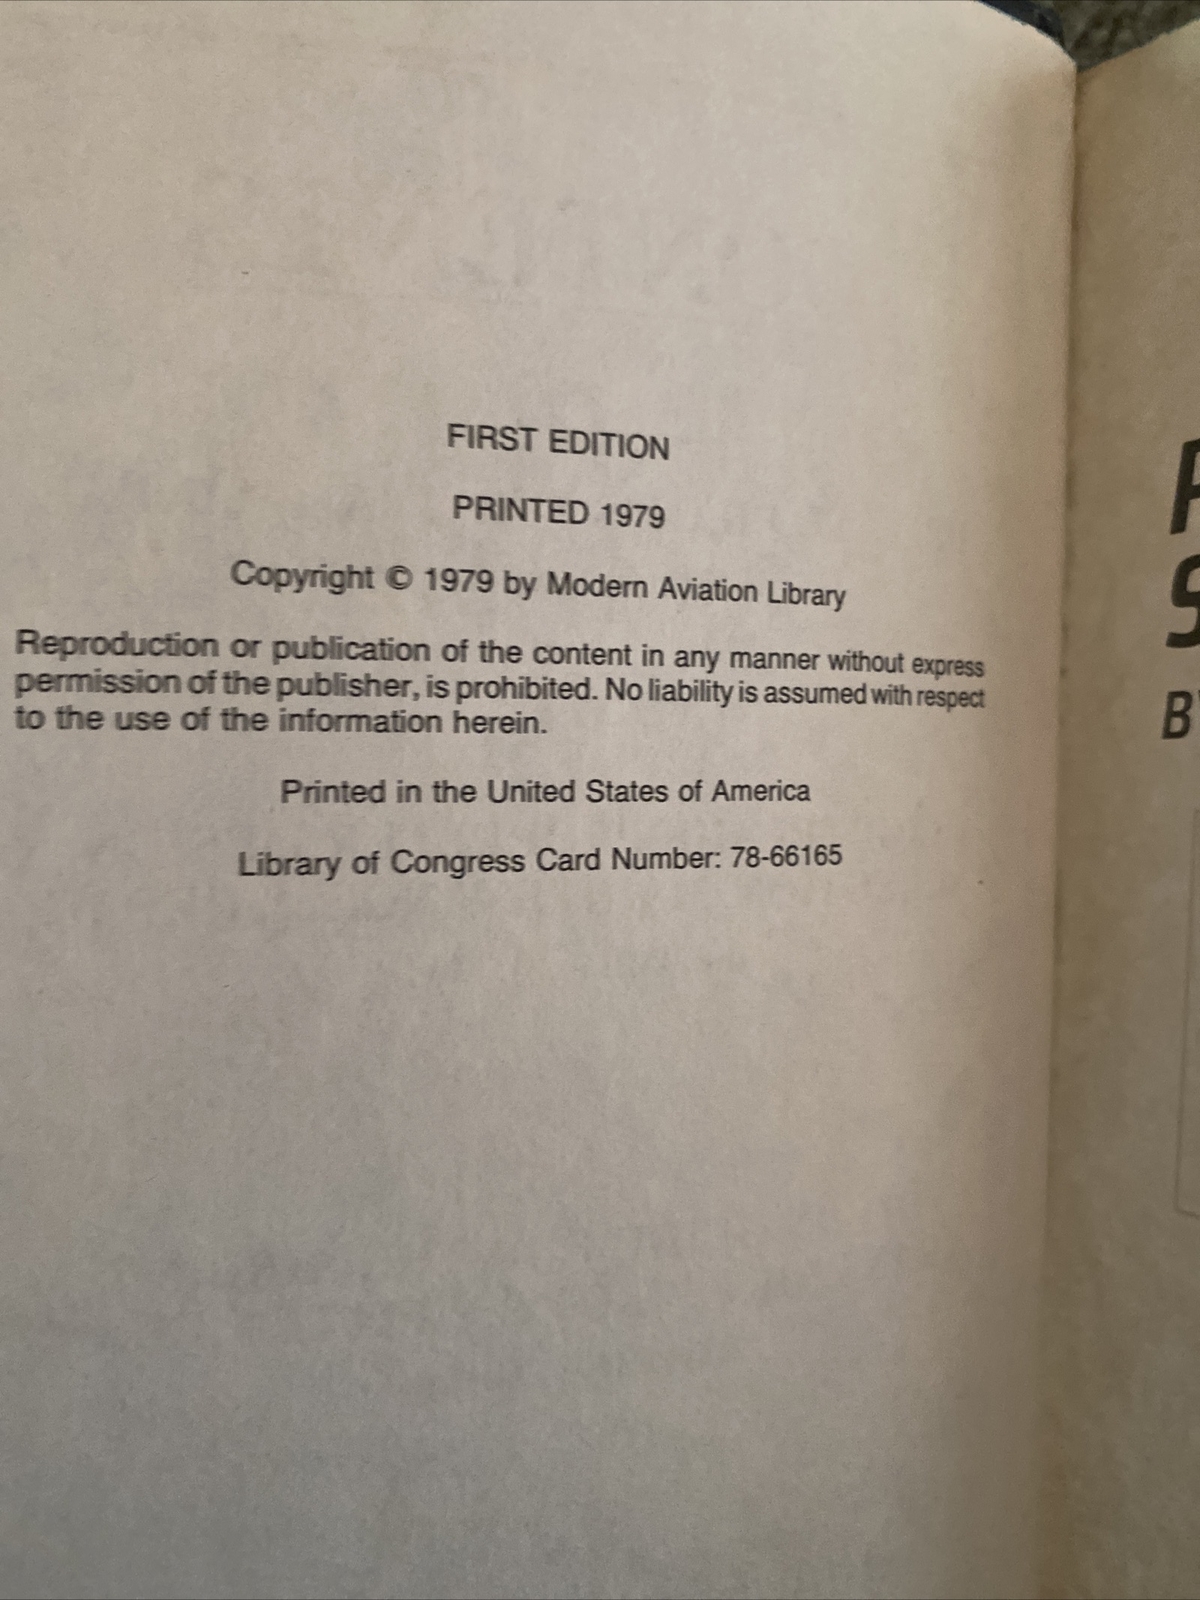 FIRST EDITION
PRINTED 1979
Copyright © 1979 by Modern Aviation Library
Reproduction or publication of the content in any manner without express
permission of the publisher, is prohibited. No liability is assumed with respect
to the use of the information herein.
Printed in the United States of America
Library of Congress Card Number: 78-66165